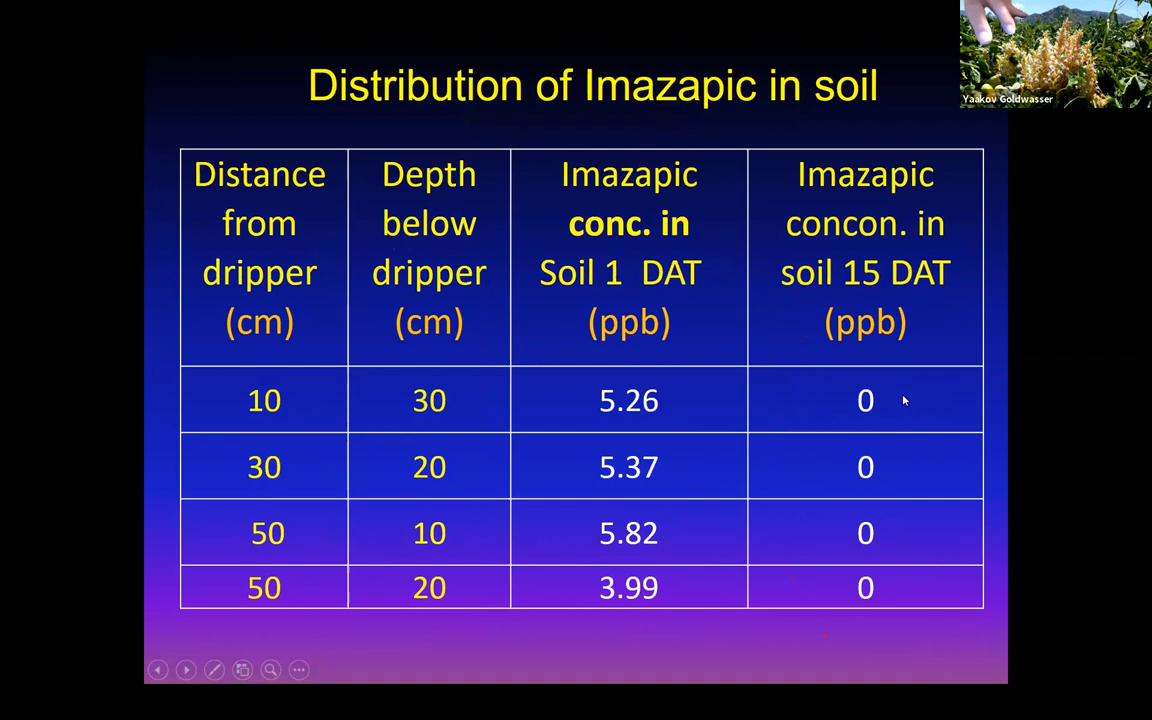 Yaakov Goldwasser
Distribution of Imazapic in soil
Distance
from
dripper
(cm)
Depth
below
dripper
(cm)
Imazapic
conc. in
Soil 1 DAT
(ppb)
Imazapic
concon. in
soil 15 DAT
(ppb)
10 30 5.26 0
30 20 5.37 0
50 10 5.82 0
50 20 3.99 0